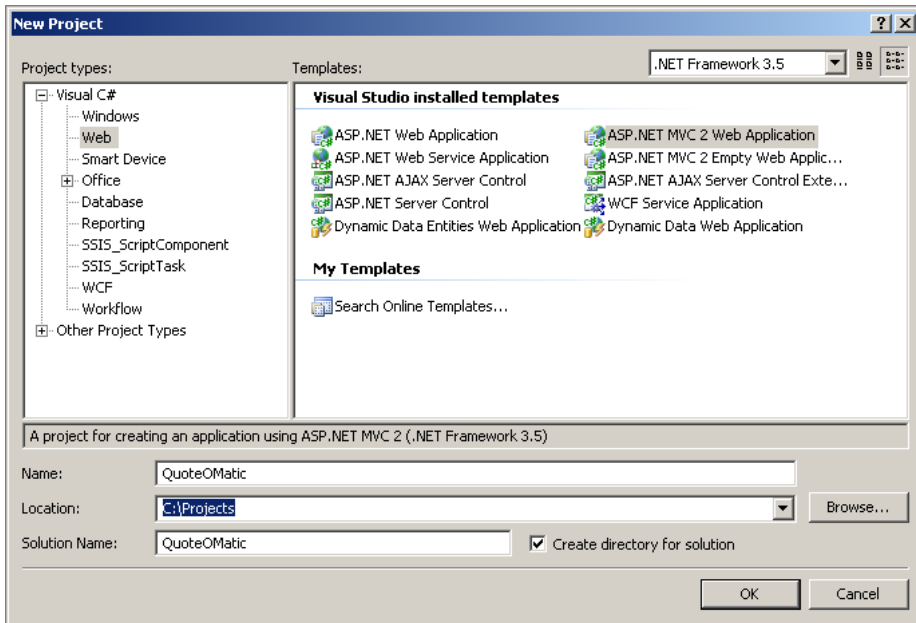 New Project
Project types:
Templates:
.NET Framework 3.5
Visual C#
Windows
Web
Smart Device
Office
Database
Reporting
SSIS_ScriptComponent
SSIS_ScriptTask
WCF
Workflow
Other Project Types
Visual Studio installed templates
ASP.NET Web Application
ASP.NET MVC 2 Web Application
ASP.NET Web Service Application
ASP.NET MVC 2 Empty Web Applic...
ASP.NET AJAX Server Control
ASP.NET AJAX Server Control Exte...
ASP.NET Server Control
WCF Service Application
Dynamic Data Entities Web Application
Dynamic Data Web Application
My Templates
Search Online Templates...
A project for creating an application using ASP.NET MVC 2 (.NET Framework 3.5)
Name:
QuoteOMatic
Location:
C:\Projects
Browse...
Solution Name:
QuoteOMatic
Create directory for solution
OK
Cancel